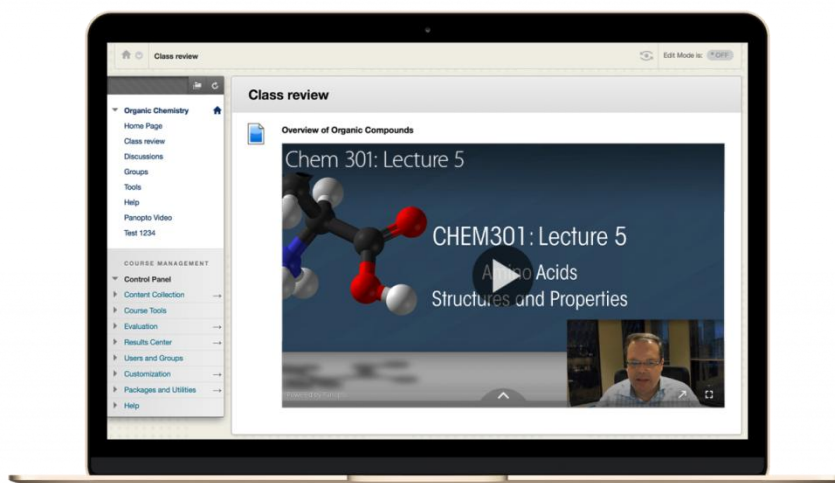 Class review
Edit Mode is: OFF
Organic Chemistry
Home Page
Class review
Discussions
Groups
Tools
Help
Panopto Video
Test 1234
COURSE MANAGEMENT
Control Panel
Content Collection
Course Tools
Evaluation
Results Center
Users and Groups
Customization
Packages and Utilities
Help
Class review
Overview of Organic Compounds
Chem 301: Lecture 5
CHEM301: Lecture 5
Amino Acids
Structures and Properties